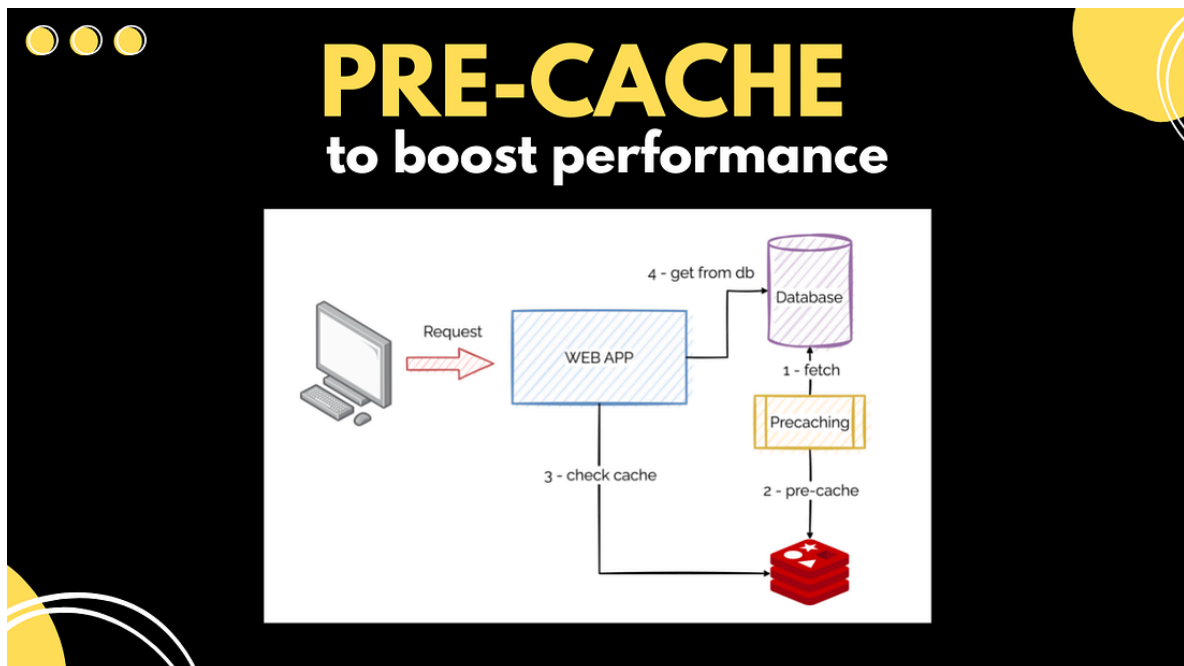 PRE-CACHE
to boost performance
4 - get from db
Database
Request
WEB APP
1 - fetch
Precaching
3 - check cache
2 - pre-cache